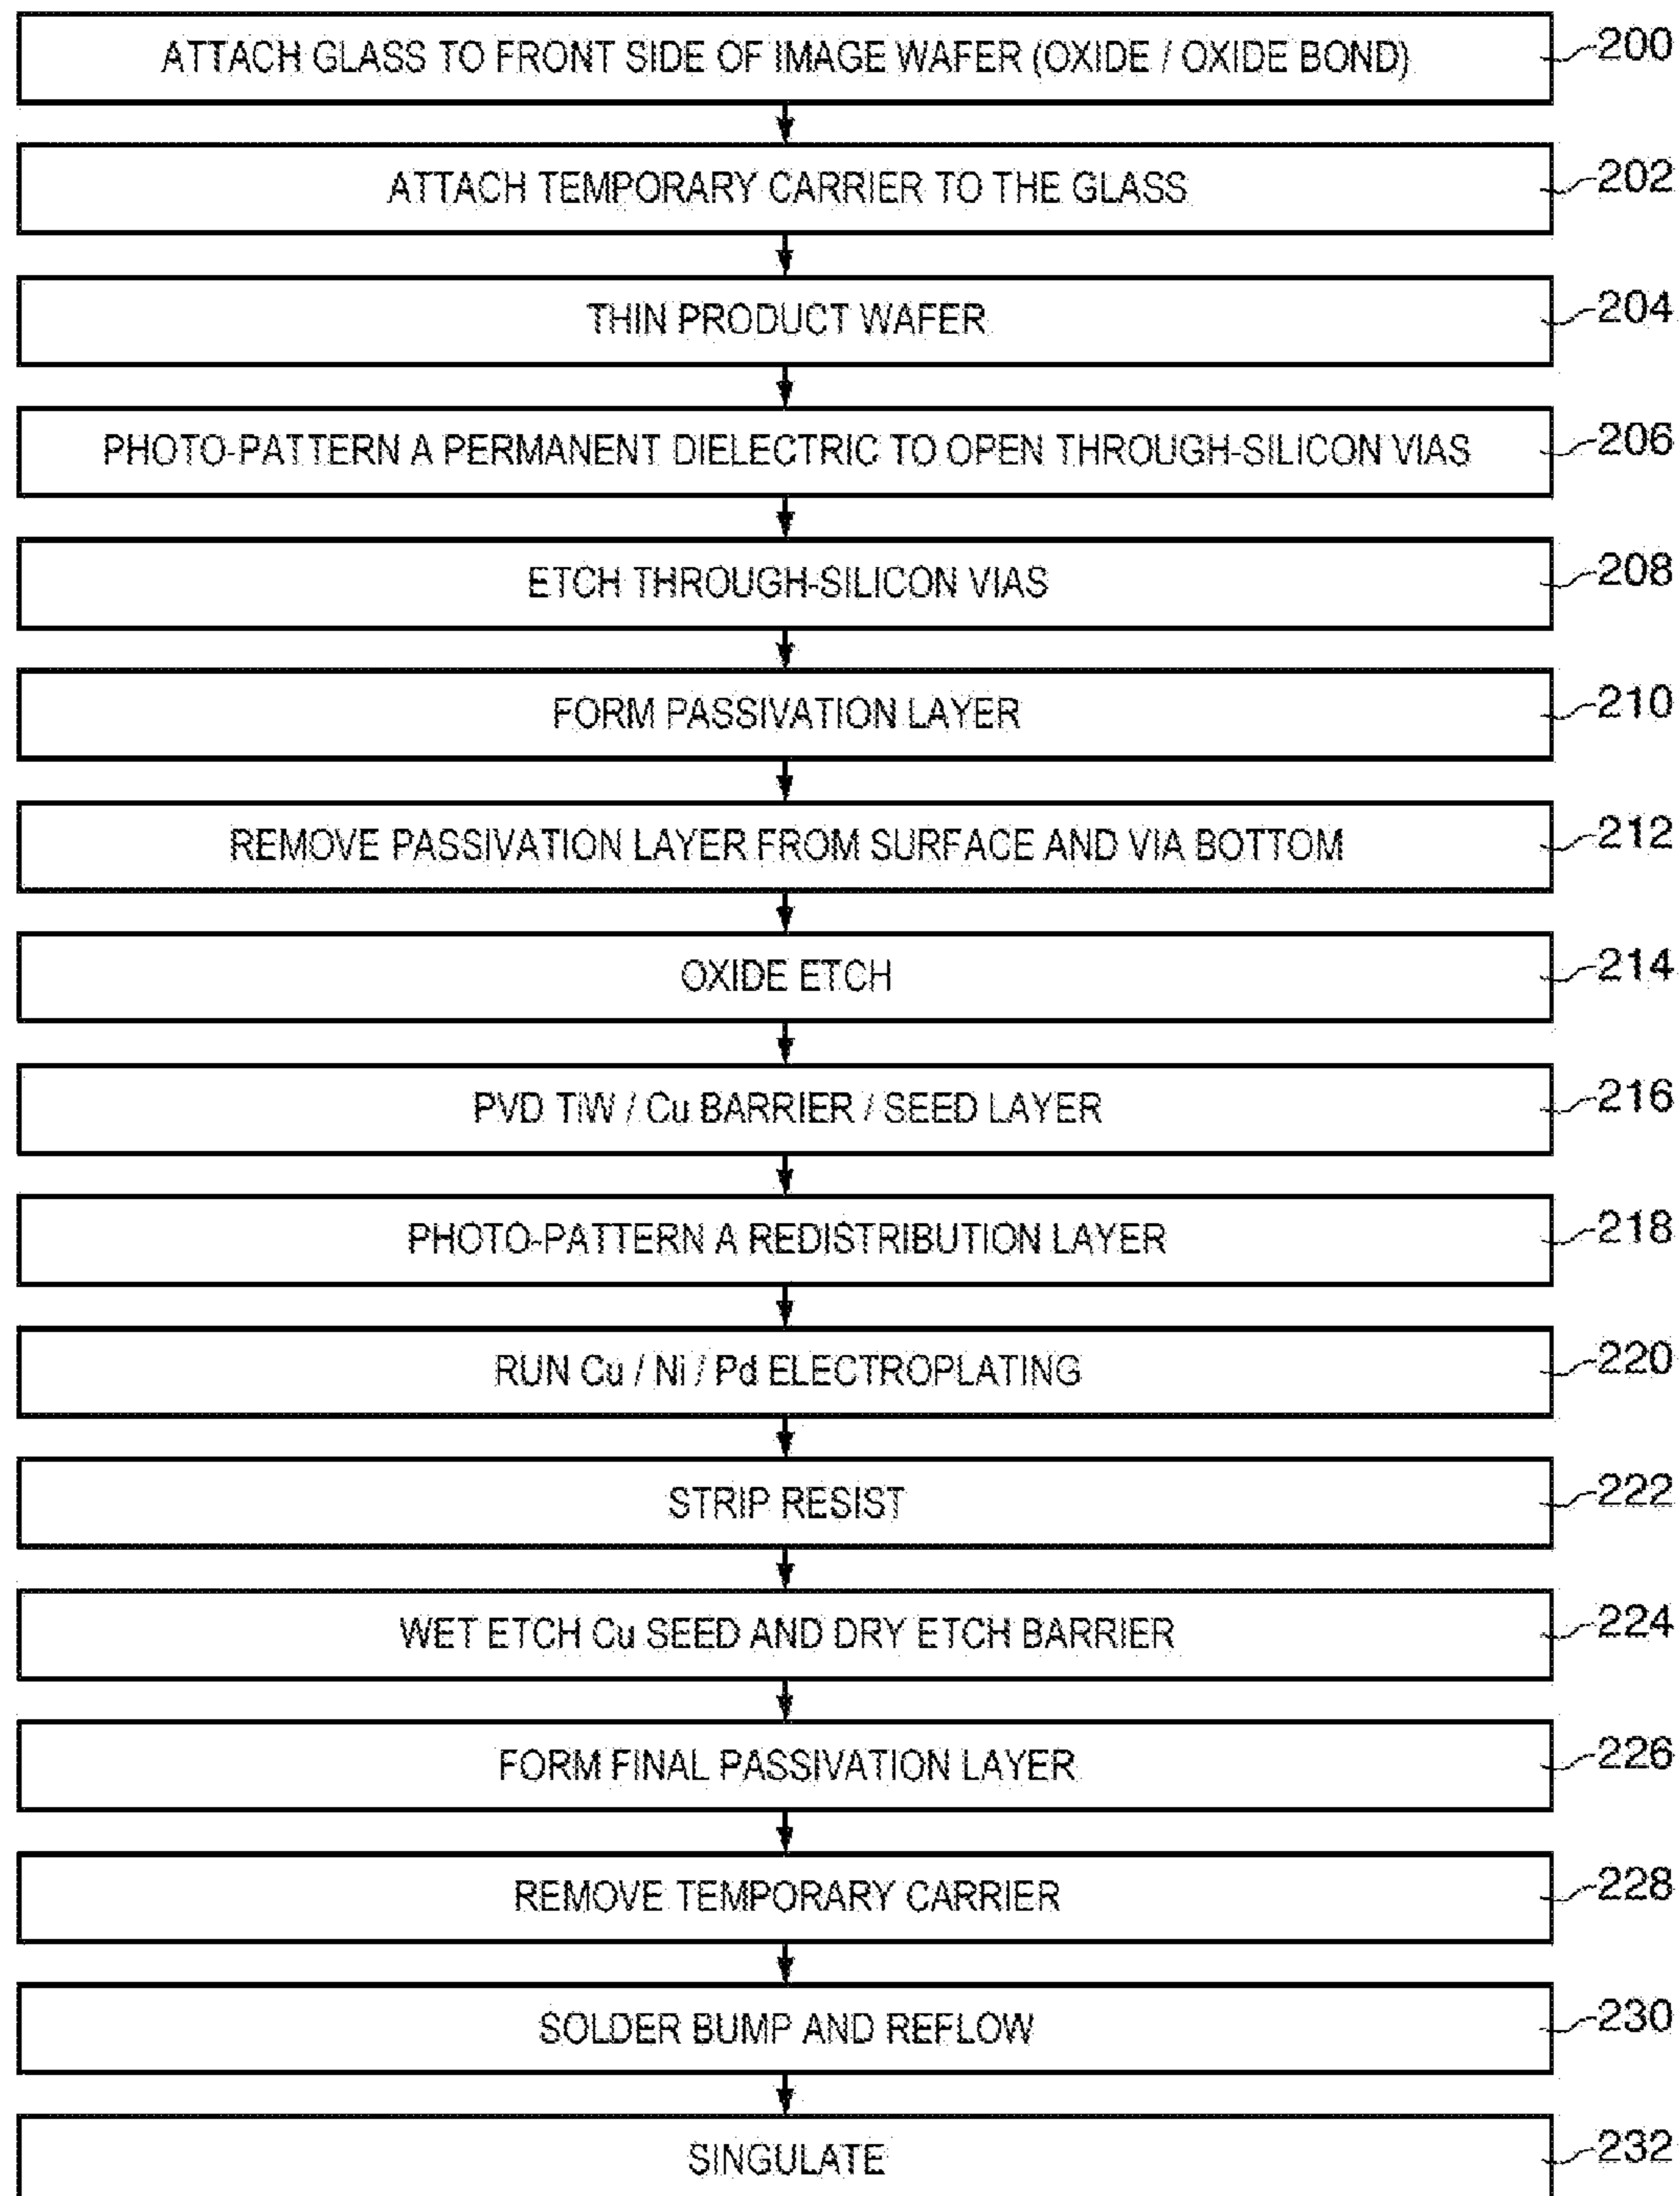 ATTACH GLASS TO FRONT SIDE OF IMAGE WAFER (OXIDE / OXIDE BOND) 200
ATTACH TEMPORARY CARRIER TO THE GLASS 202
THIN PRODUCT WAFER 204
PHOTO-PATTERN A PERMANENT DIELECTRIC TO OPEN THROUGH-SILICON VIAS 206
ETCH THROUGH-SILICON VIAS 208
FORM PASSIVATION LAYER 210
REMOVE PASSIVATION LAYER FROM SURFACE AND VIA BOTTOM 212
OXIDE ETCH 214
PVD TiW / Cu BARRIER / SEED LAYER 216
PHOTO-PATTERN A REDISTRIBUTION LAYER 218
RUN Cu / Ni / Pd ELECTROPLATING 220
STRIP RESIST 222
WET ETCH Cu SEED AND DRY ETCH BARRIER 224
FORM FINAL PASSIVATION LAYER 226
REMOVE TEMPORARY CARRIER 228
SOLDER BUMP AND REFLOW 230
SINGULATE 232